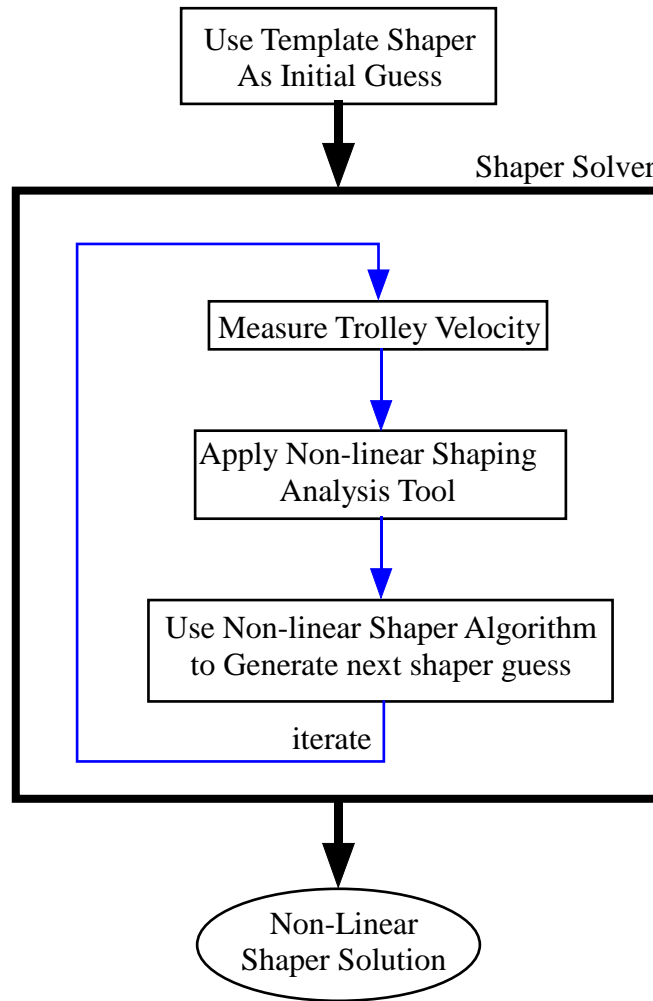 Use Template Shaper
As Initial Guess
Shaper Solver
Measure Trolley Velocity
Apply Non-linear Shaping
Analysis Tool
Use Non-linear Shaper Algorithm
to Generate next shaper guess
iterate
Non-Linear
Shaper Solution